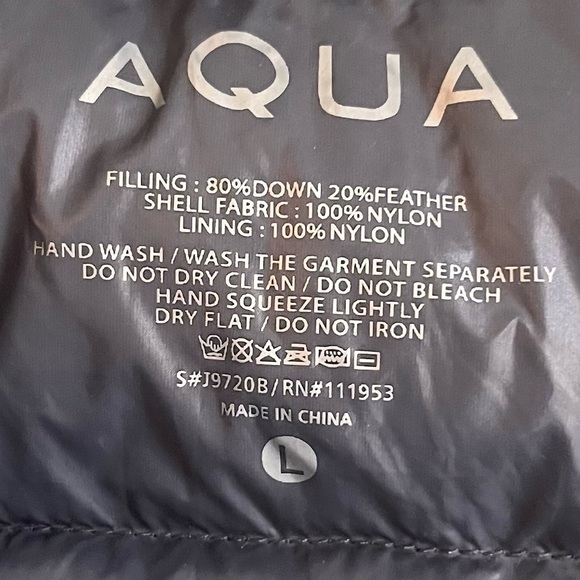 AQUA
FILLING : 80%DOWN 20%FEATHER
SHELL FABRIC : 100% NYLON
LINING : 100% NYLON
HAND WASH / WASH THE GARMENT SEPARATELY
DO NOT DRY CLEAN / DO NOT BLEACH
HAND SQUEEZE LIGHTLY
DRY FLAT / DO NOT IRON
S#J9720B / RN#111953
MADE IN CHINA
L